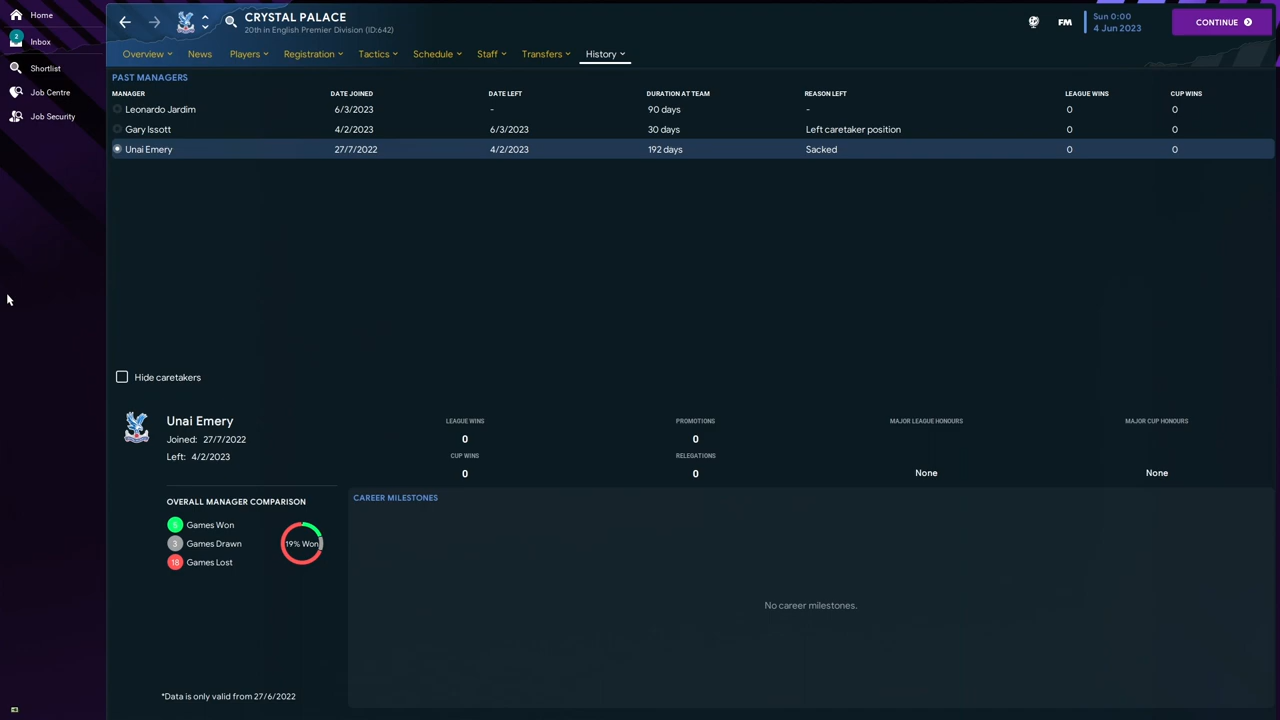 Home
2
Inbox
Shortlist
Job Centre
Job Security
CRYSTAL PALACE
20th in English Premier Division (ID:642)
FM
Sun 0:00
4 Jun 2023
CONTINUE
Overview News Players Registration Tactics Schedule Staff Transfers History
PAST MANAGERS
MANAGER DATE JOINED DATE LEFT DURATION AT TEAM REASON LEFT LEAGUE WINS CUP WINS
Leonardo Jardim 6/3/2023 - 90 days - 0 0
Gary Issott 4/2/2023 6/3/2023 30 days Left caretaker position 0 0
Unai Emery 27/7/2022 4/2/2023 192 days Sacked 0 0
Hide caretakers
Unai Emery
Joined: 27/7/2022
Left: 4/2/2023
LEAGUE WINS PROMOTIONS MAJOR LEAGUE HONOURS MAJOR CUP HONOURS
0 0
CUP WINS RELEGATIONS
0 0 None None
OVERALL MANAGER COMPARISON
6 Games Won
3 Games Drawn
18 Games Lost
19% Won
CAREER MILESTONES
No career milestones.
*Data is only valid from 27/6/2022